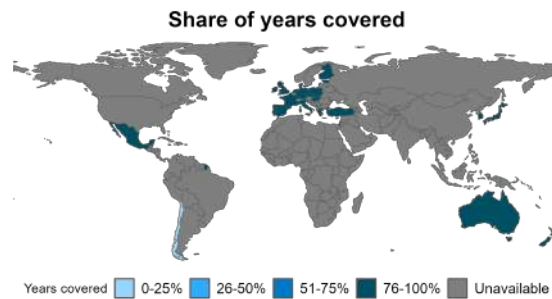 Share of years covered
Years covered 0-25% 26-50% 51-75% 76-100% Unavailable